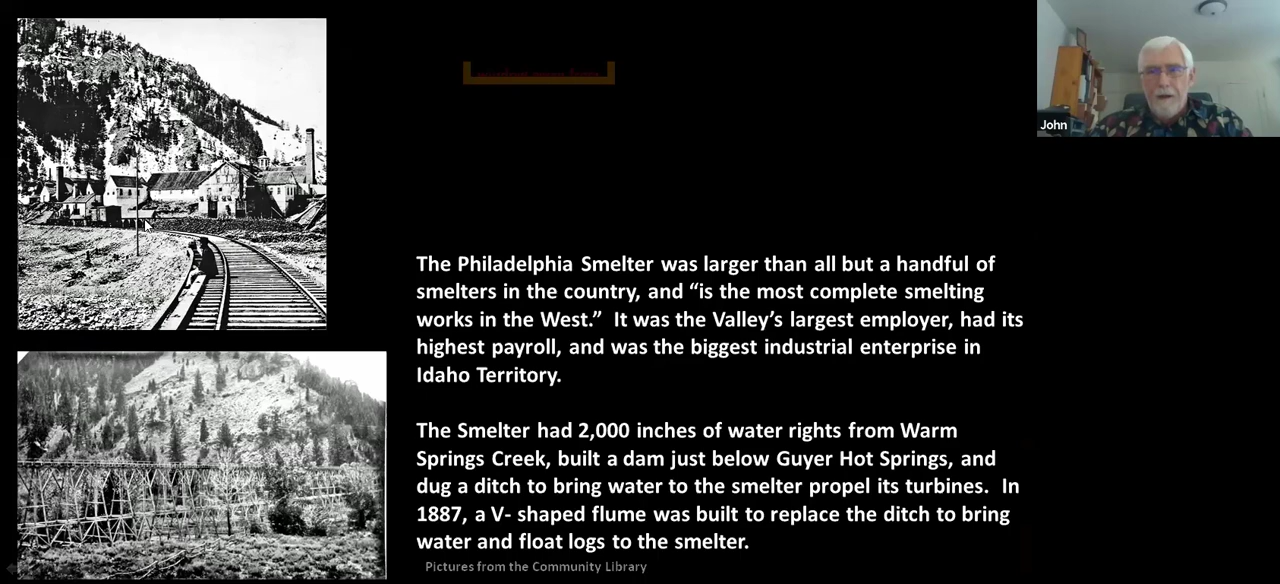 John
The Philadelphia Smelter was larger than all but a handful of
smelters in the country, and “is the most complete smelting
works in the West.”  It was the Valley’s largest employer, had its
highest payroll, and was the biggest industrial enterprise in
Idaho Territory.
The Smelter had 2,000 inches of water rights from Warm
Springs Creek, built a dam just below Guyer Hot Springs, and
dug a ditch to bring water to the smelter propel its turbines.  In
1887, a V- shaped flume was built to replace the ditch to bring
water and float logs to the smelter.
Pictures from the Community Library